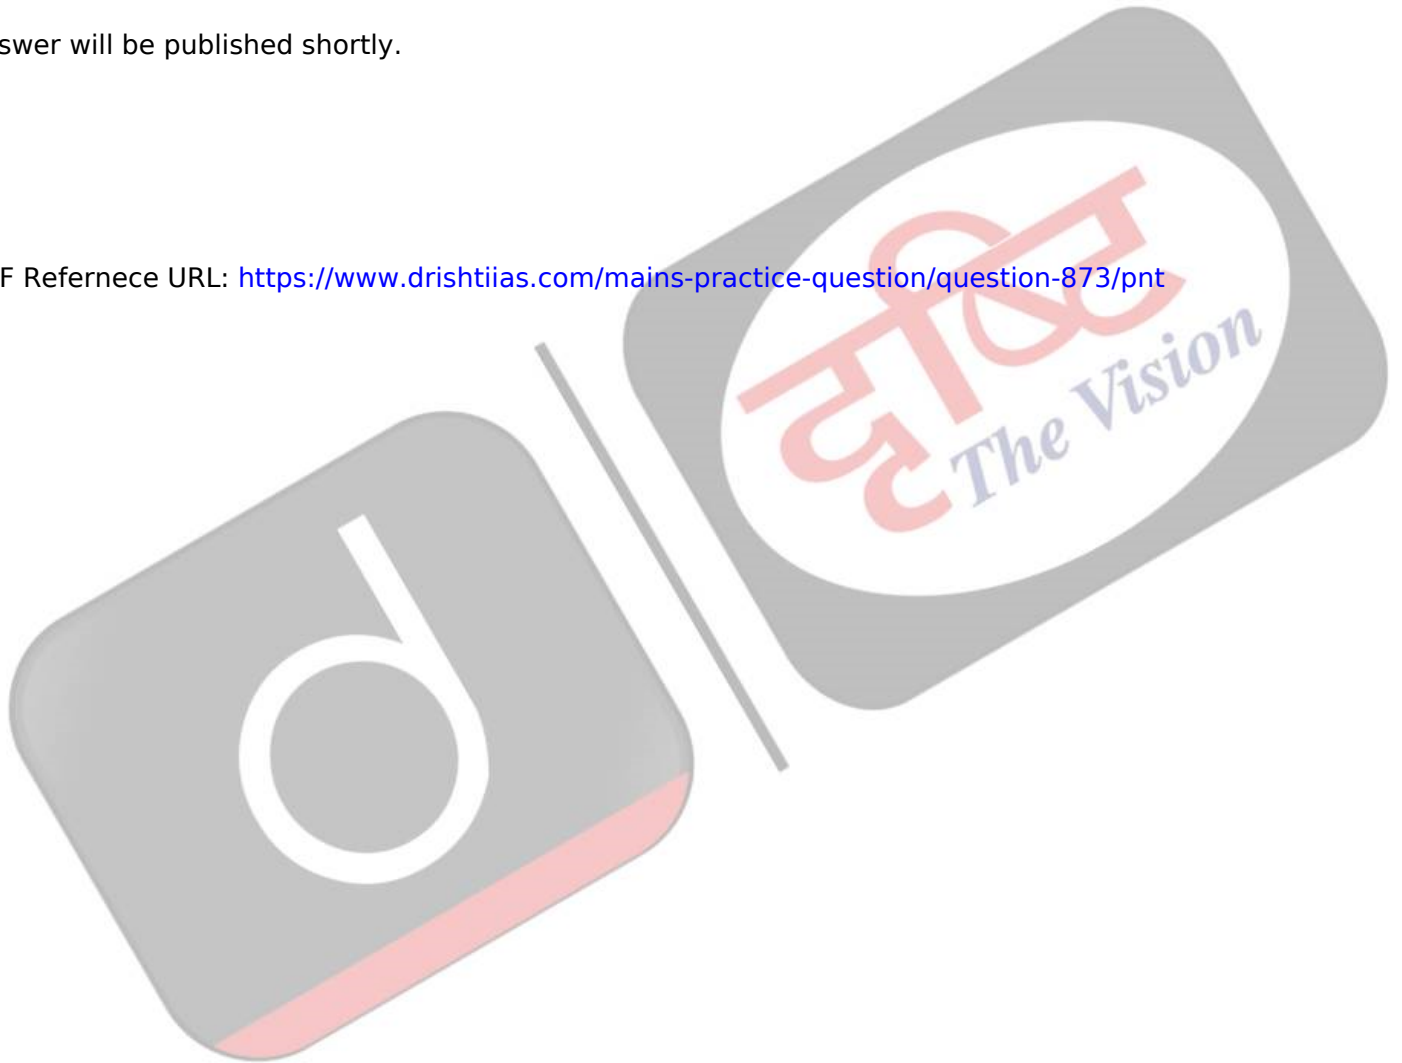 swer will be published shortly.
F Refernece URL: https://www.drishtiias.com/mains-practice-question/question-873/pnt
दृष्टि
The Vision
d